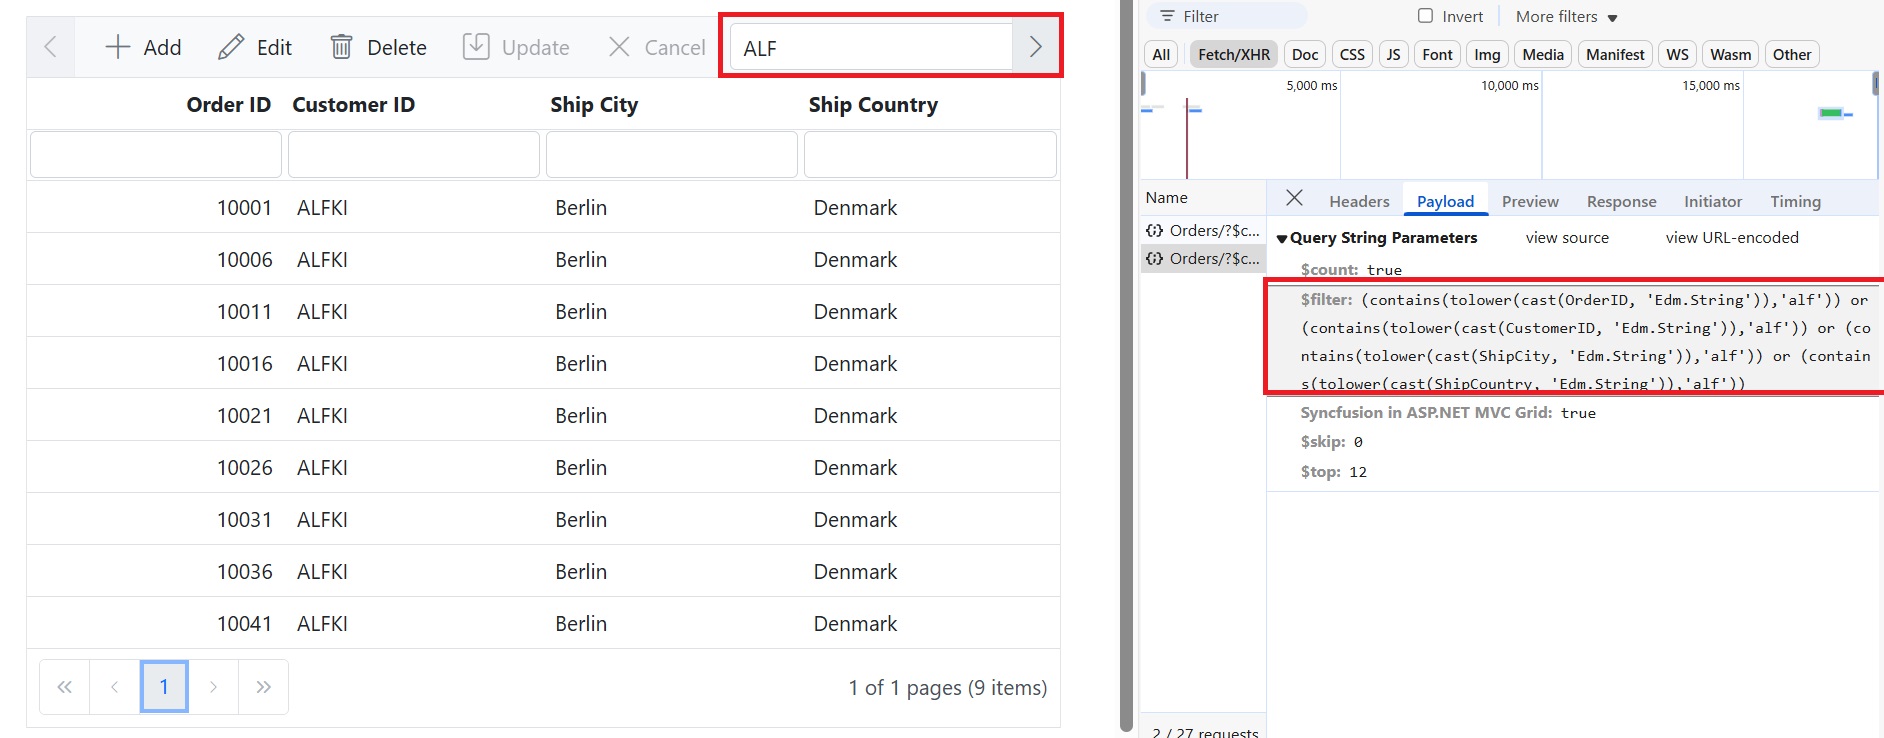 Add Edit Delete Update Cancel ALF
Order ID Customer ID Ship City Ship Country
10001 ALFKI Berlin Denmark
10006 ALFKI Berlin Denmark
10011 ALFKI Berlin Denmark
10016 ALFKI Berlin Denmark
10021 ALFKI Berlin Denmark
10026 ALFKI Berlin Denmark
10031 ALFKI Berlin Denmark
10036 ALFKI Berlin Denmark
10041 ALFKI Berlin Denmark
1 1 of 1 pages (9 items)
Filter Invert More filters
All Fetch/XHR Doc CSS JS Font Img Media Manifest WS Wasm Other
5,000 ms 10,000 ms 15,000 ms
Name
Orders/?$c...
Orders/?$c...
2 / 27 requests
Headers Payload Preview Response Initiator Timing
Query String Parameters view source view URL-encoded
$count: true
$filter: (contains(tolower(cast(OrderID, 'Edm.String')),'alf')) or
(contains(tolower(cast(CustomerID, 'Edm.String')),'alf')) or (co
ntains(tolower(cast(ShipCity, 'Edm.String')),'alf')) or (contain
s(tolower(cast(ShipCountry, 'Edm.String')),'alf'))
Syncfusion in ASP.NET MVC Grid: true
$skip: 0
$top: 12